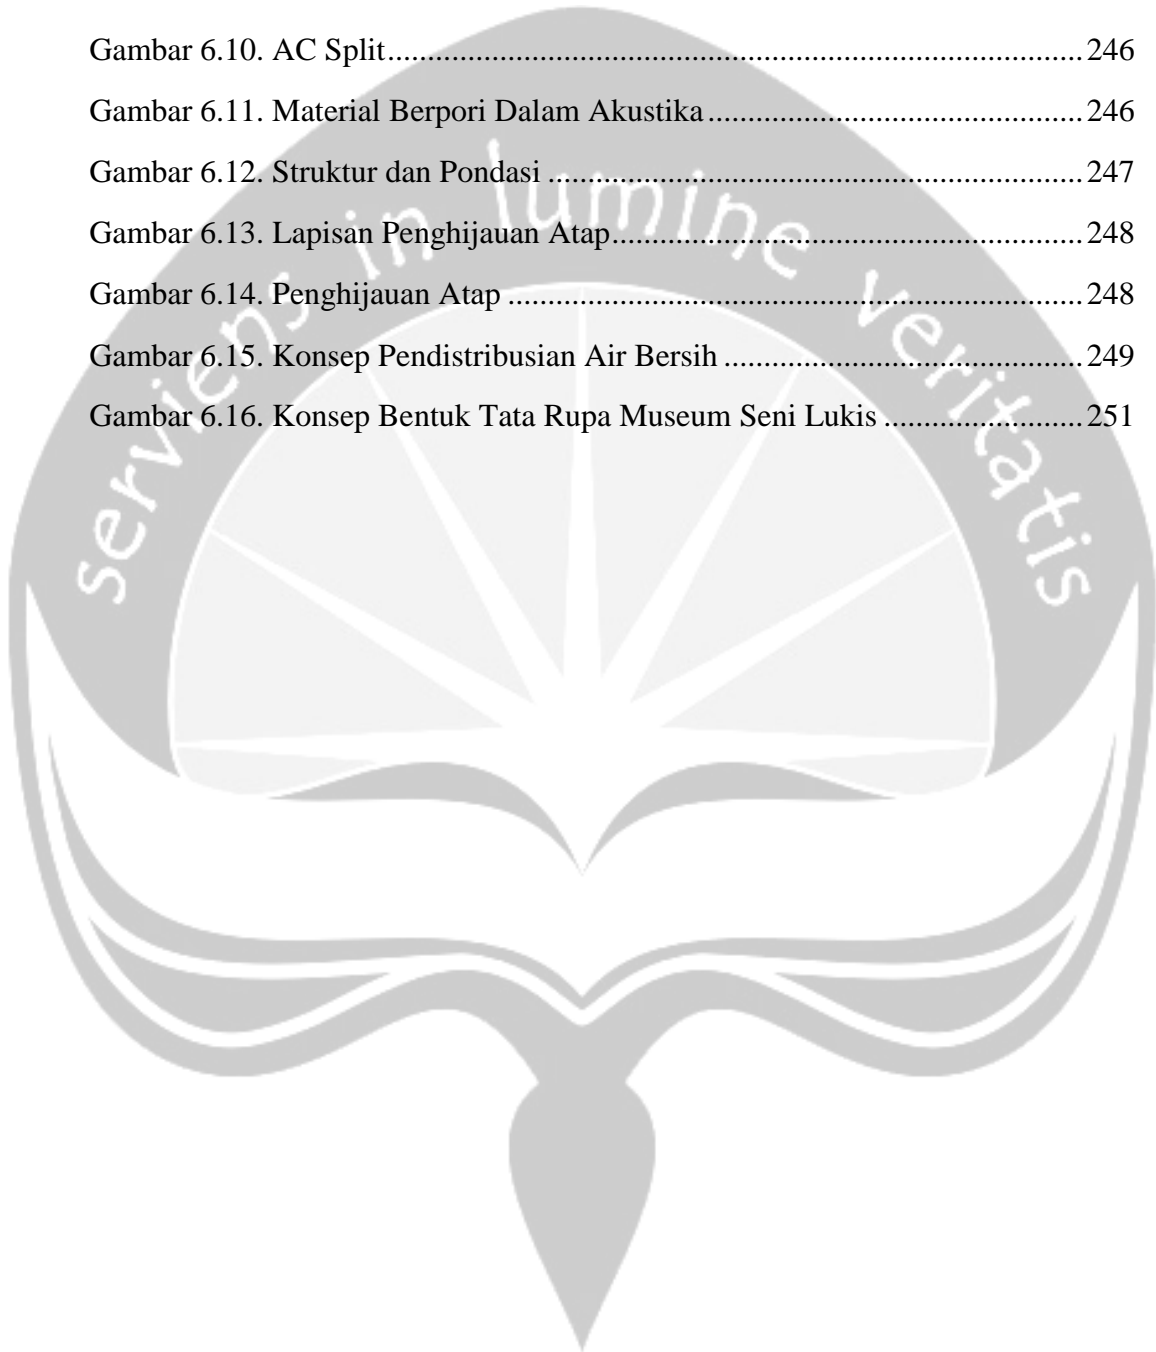 Gambar 6.10. AC Split.......................................................................................246
Gambar 6.11. Material Berpori Dalam Akustika...............................................246
Gambar 6.12. Struktur dan Pondasi ...................................................................247
Gambar 6.13. Lapisan Penghijauan Atap...........................................................248
Gambar 6.14. Penghijauan Atap ........................................................................248
Gambar 6.15. Konsep Pendistribusian Air Bersih .............................................249
Gambar 6.16. Konsep Bentuk Tata Rupa Museum Seni Lukis .........................251
serviens in lumine veritatis